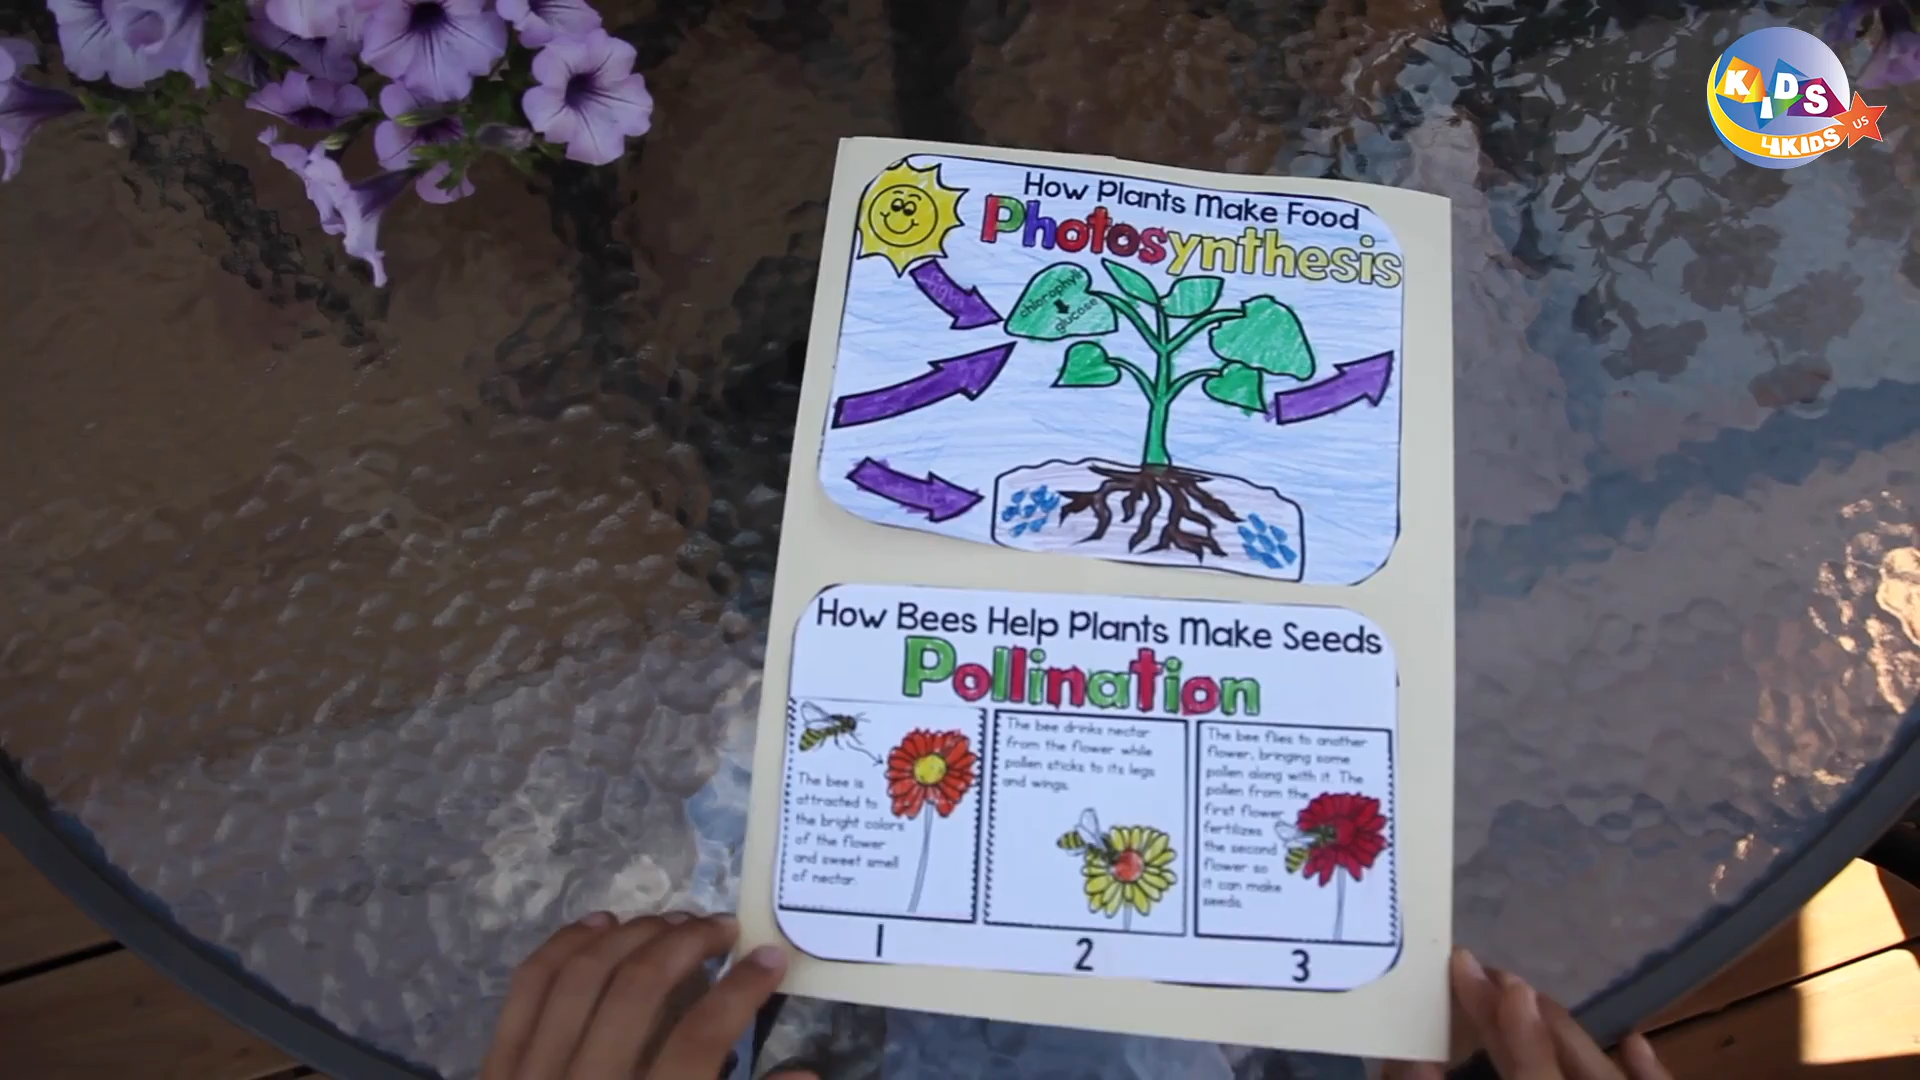 KIDS
4KIDS
US
How Plants Make Food
Photosynthesis
chlorophyll
glucose
How Bees Help Plants Make Seeds
Pollination
The bee is
attracted to
the bright colors
of the flower
and sweet smell
of nectar.
1
The bee drinks nectar
from the flower while
pollen sticks to its legs
and wings.
2
The bee flies to another
flower, bringing some
pollen along with it. The
pollen from the
first flower
fertilizes
the second
flower so
it can make
seeds.
3